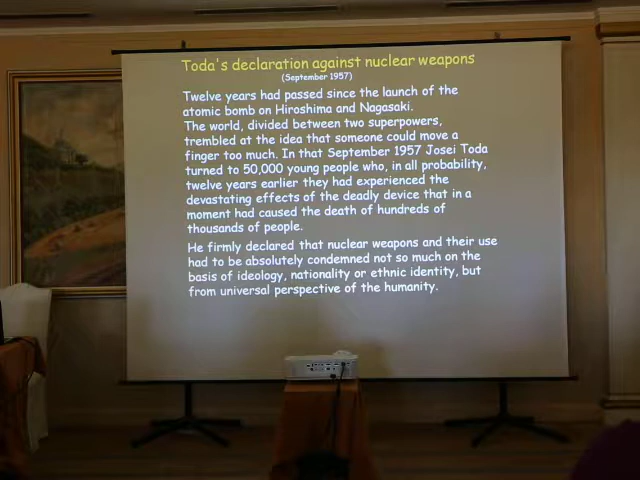 Toda's declaration against nuclear weapons
(September 1957)
Twelve years had passed since the launch of the
atomic bomb on Hiroshima and Nagasaki.
The world, divided between two superpowers,
trembled at the idea that someone could move a
finger too much. In that September 1957 Josei Toda
turned to 50,000 young people who, in all probability,
twelve years earlier they had experienced the
devastating effects of the deadly device that in a
moment had caused the death of hundreds of
thousands of people.
He firmly declared that nuclear weapons and their use
had to be absolutely condemned not so much on the
basis of ideology, nationality or ethnic identity, but
from universal perspective of the humanity.